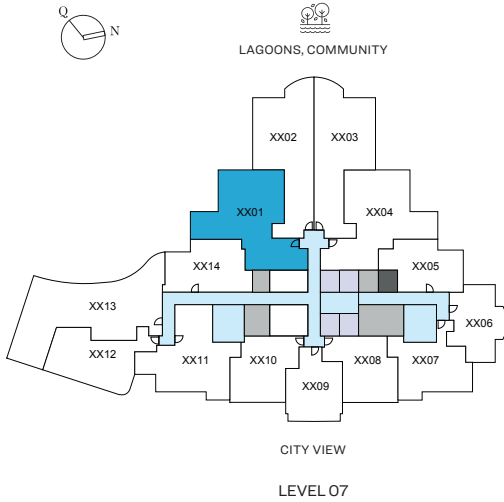 Q
N
LAGOONS, COMMUNITY
XX02 XX03
XX01 XX04
XX14 XX05
XX13 XX06
XX12 XX11 XX10 XX08 XX07
XX09
CITY VIEW
LEVEL 07